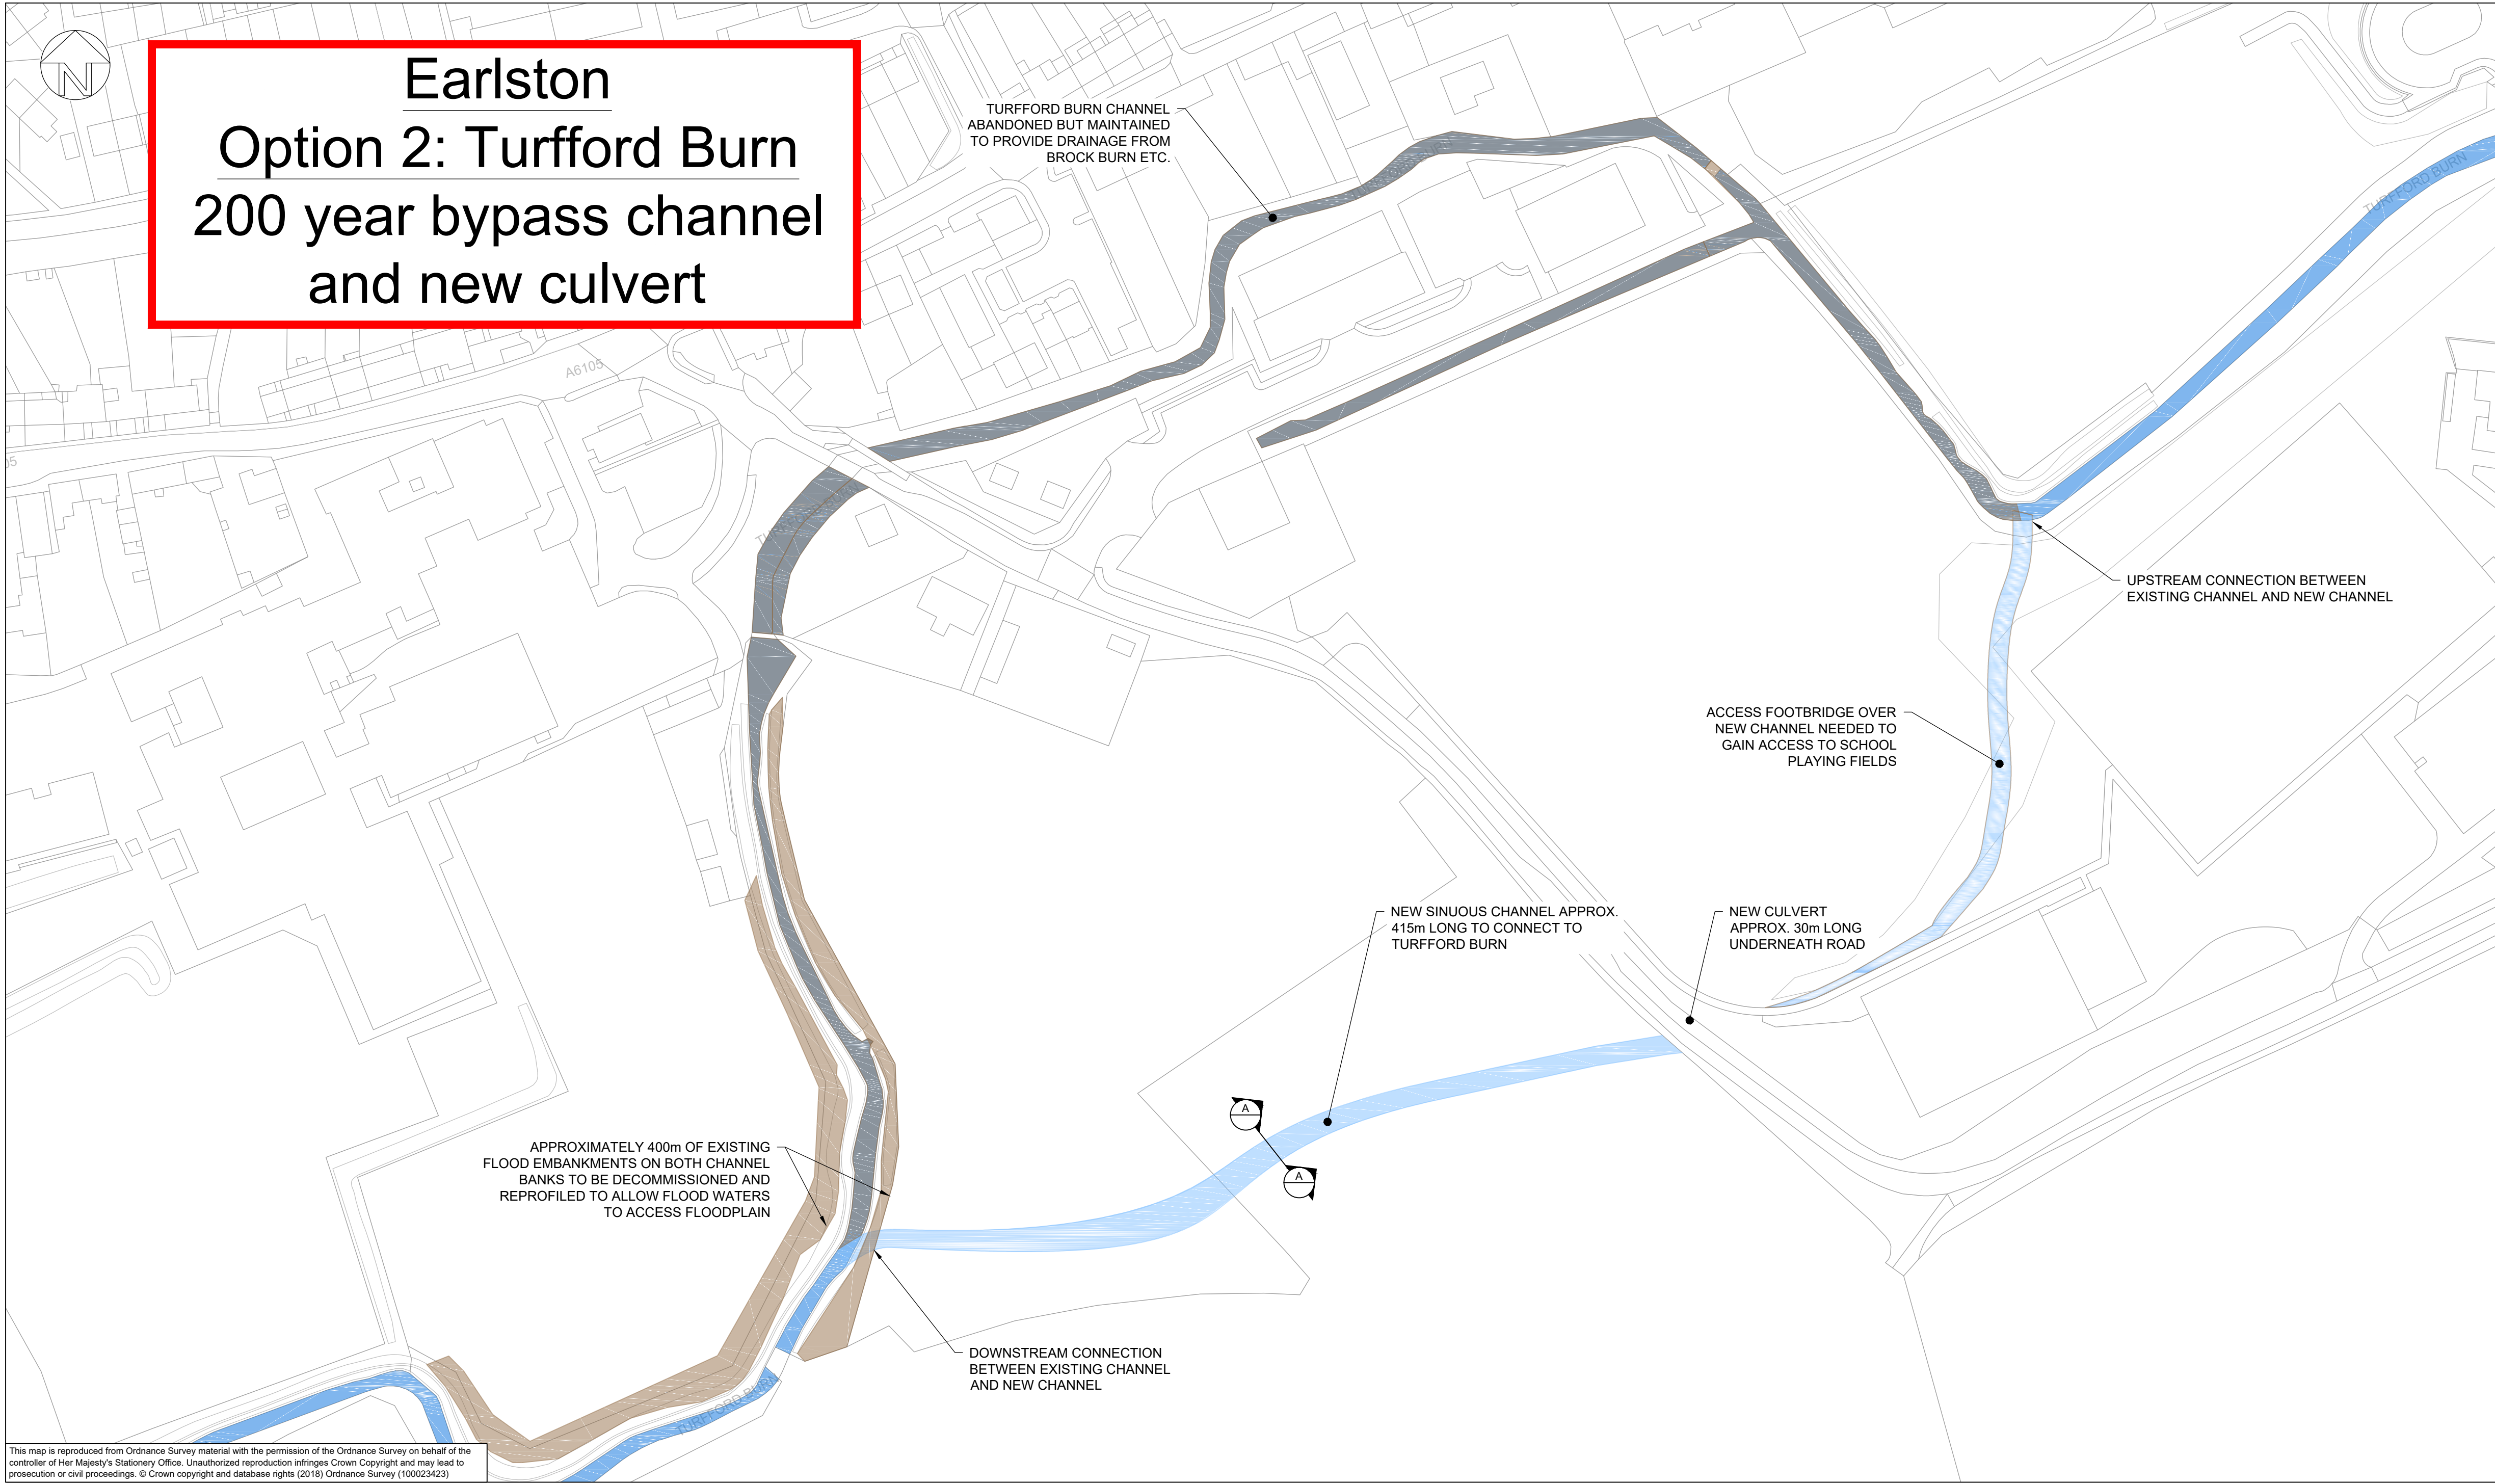 N
Earlston
Option 2: Turfford Burn
200 year bypass channel
and new culvert
TURFFORD BURN CHANNEL
ABANDONED BUT MAINTAINED
TO PROVIDE DRAINAGE FROM
BROCK BURN ETC.
TURFFORD BURN
A6105
05
UPSTREAM CONNECTION BETWEEN
EXISTING CHANNEL AND NEW CHANNEL
ACCESS FOOTBRIDGE OVER
NEW CHANNEL NEEDED TO
GAIN ACCESS TO SCHOOL
PLAYING FIELDS
NEW SINUOUS CHANNEL APPROX.
415m LONG TO CONNECT TO
TURFFORD BURN
NEW CULVERT
APPROX. 30m LONG
UNDERNEATH ROAD
A
A
APPROXIMATELY 400m OF EXISTING
FLOOD EMBANKMENTS ON BOTH CHANNEL
BANKS TO BE DECOMMISSIONED AND
REPROFILED TO ALLOW FLOOD WATERS
TO ACCESS FLOODPLAIN
DOWNSTREAM CONNECTION
BETWEEN EXISTING CHANNEL
AND NEW CHANNEL
TURFFORD BURN
This map is reproduced from Ordnance Survey material with the permission of the Ordnance Survey on behalf of the
controller of Her Majesty's Stationery Office. Unauthorized reproduction infringes Crown Copyright and may lead to
prosecution or civil proceedings. © Crown copyright and database rights (2018) Ordnance Survey (100023423)